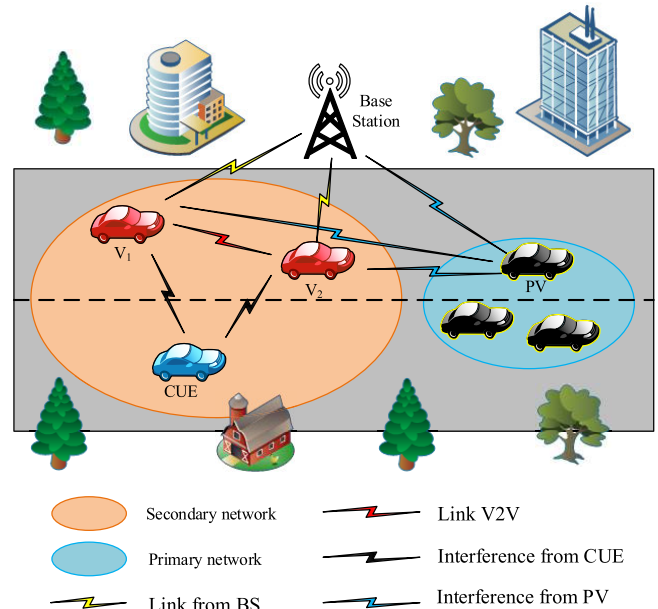 Base
Station
V1
V2
PV
CUE
Secondary network
Link V2V
Primary network
Interference from CUE
Link from BS
Interference from PV